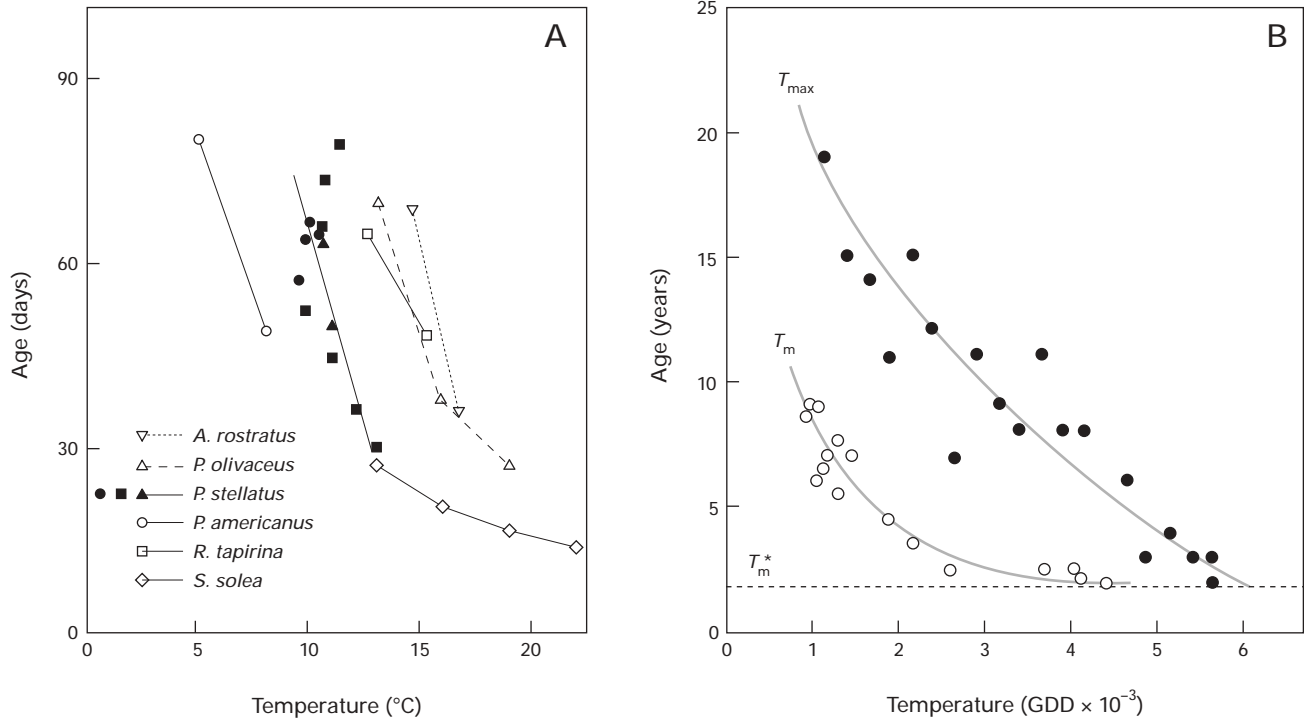 A
90
60
30
0
Age (days)
A. rostratus
P. olivaceus
P. stellatus
P. americanus
R. tapirina
S. solea
0 5 10 15 20
Temperature (°C)
B
25
20
15
10
5
0
Age (years)
Tmax
Tm
Tm*
1 2 3 4 5 6
Temperature (GDD × 10⁻³)